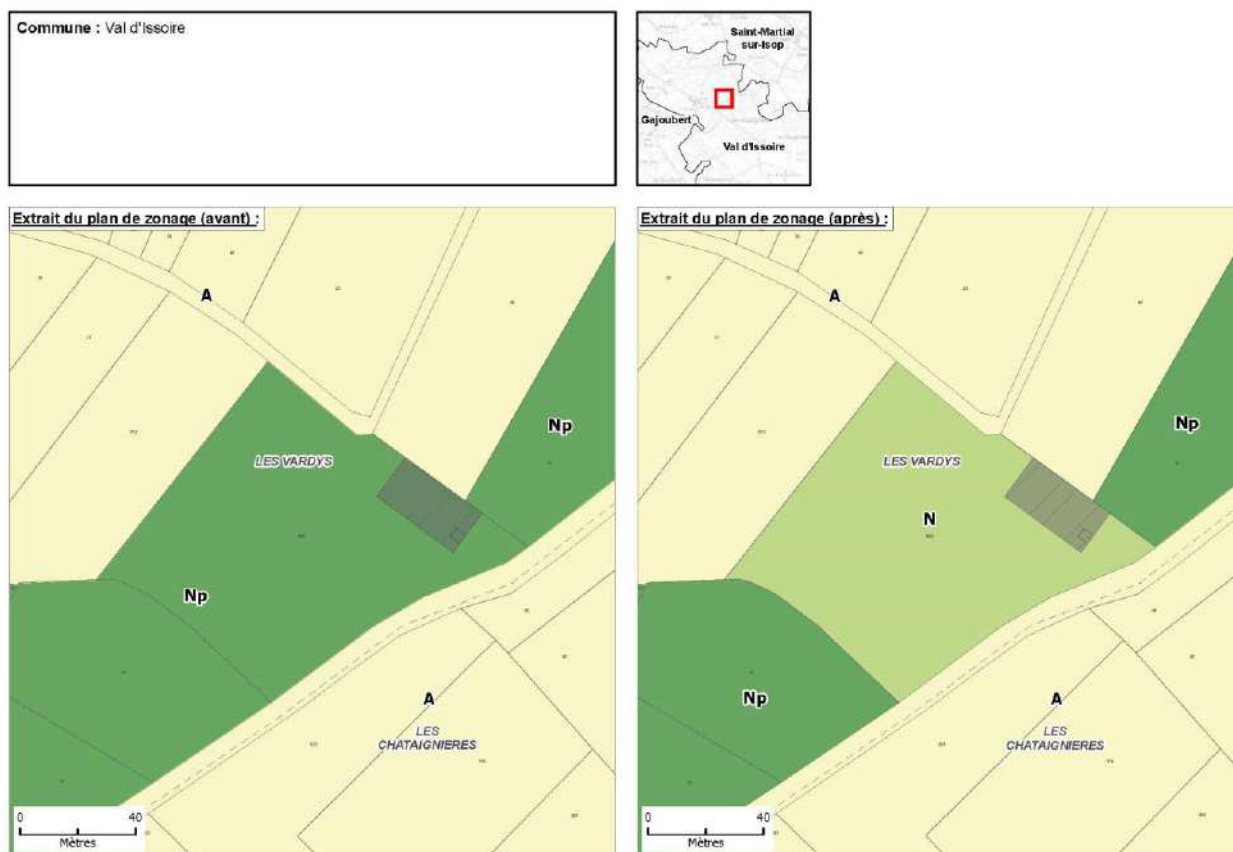 Commune : Val d'Issoire
Saint-Martial
sur-Isop
Gajoubert
Val d'Issoire
Extrait du plan de zonage (avant) :
A
Np
LES VARDYS
Np
A
LES
CHATAIGNIERES
0 40
Mètres
Extrait du plan de zonage (après) :
A
Np
LES VARDYS
N
Np
A
LES
CHATAIGNIERES
0 40
Mètres